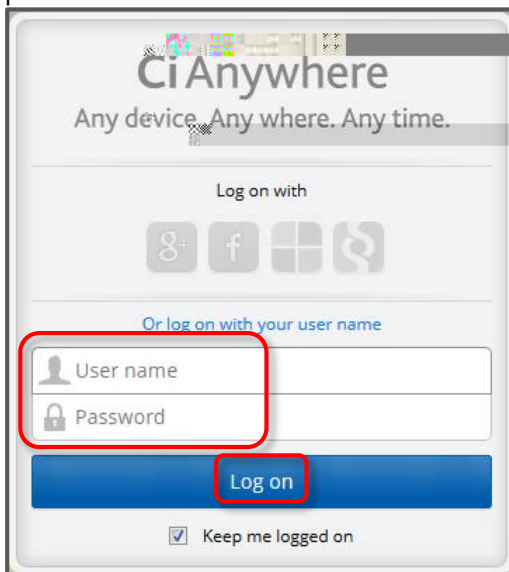 Ci Anywhere
Any device. Any where. Any time.
Log on with
8+ f
Or log on with your user name
User name
Password
Log on
Keep me logged on